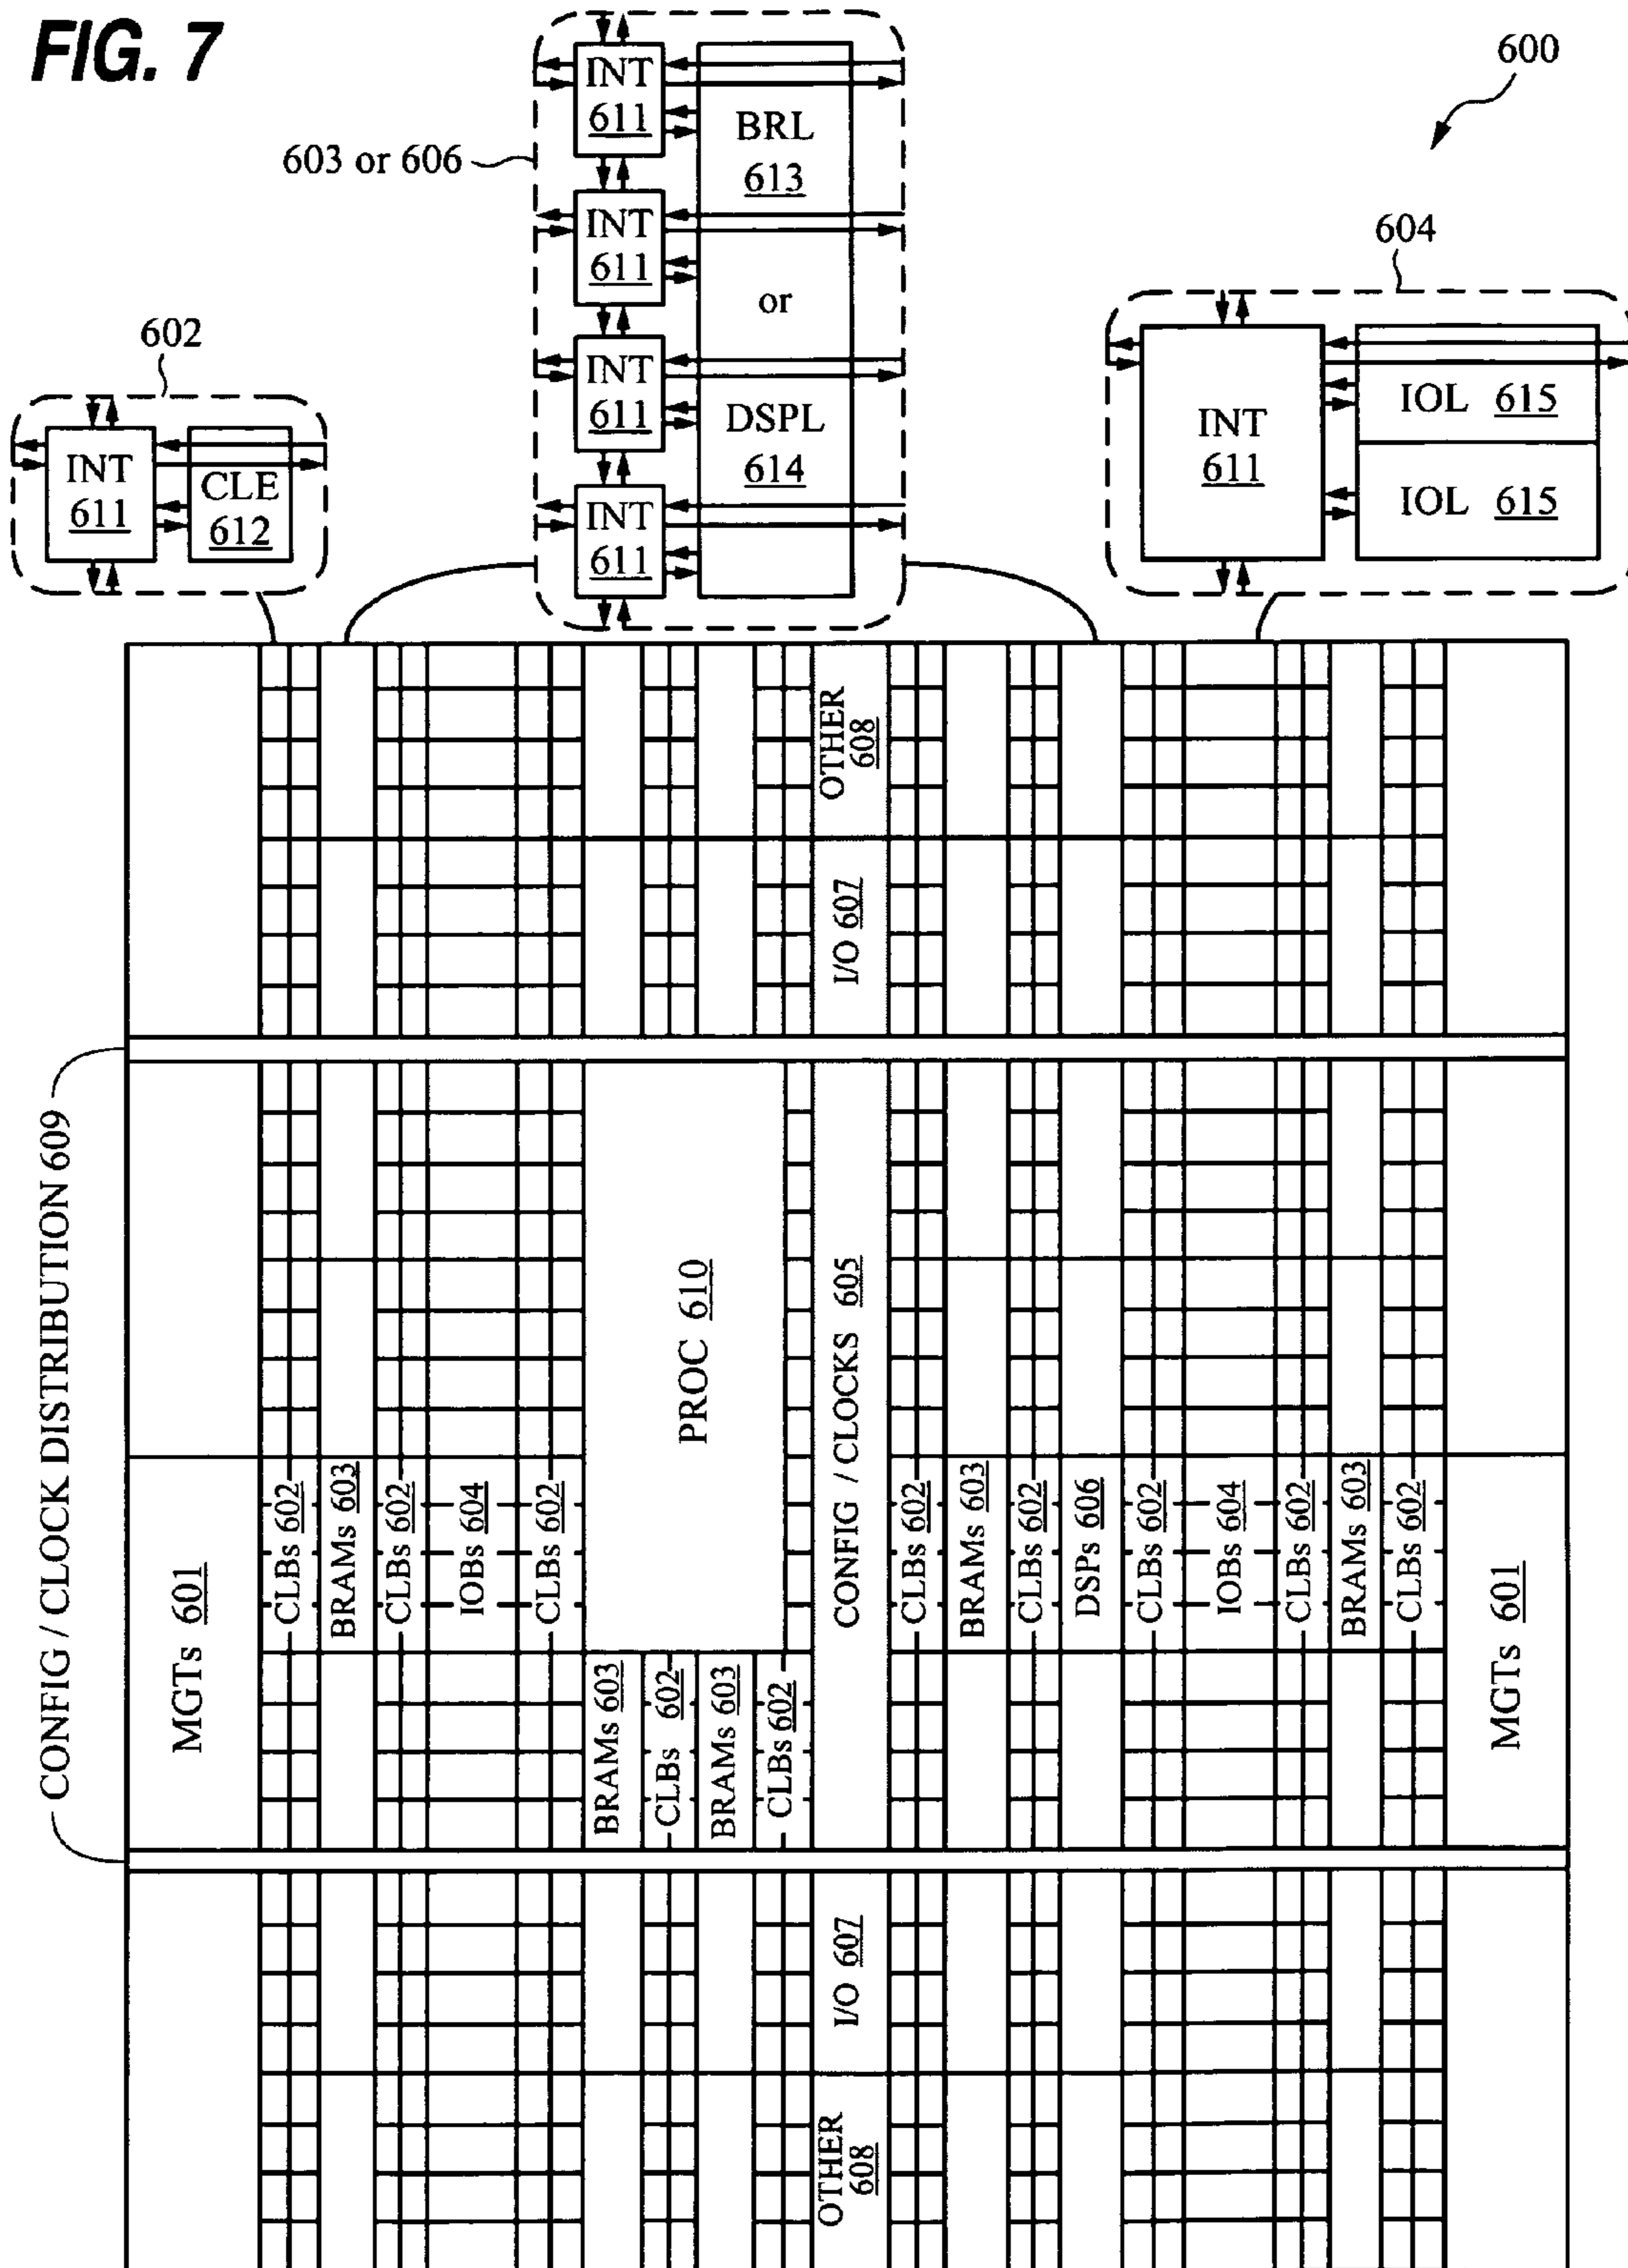 FIG. 7
600
603 or 606
INT
611
INT
611
INT
611
INT
611
BRL
613
or
DSPL
614
604
INT
611
IOL 615
IOL 615
602
INT
611
CLE
612
OTHER
608
I/O 607
CONFIG / CLOCK DISTRIBUTION 609
PROC 610
CONFIG / CLOCKS 605
MGTs 601
CLBs 602
BRAMs 603
CLBs 602
IOBs 604
CLBs 602
BRAMs 603
CLBs 602
BRAMs 603
CLBs 602
CLBs 602
BRAMs 603
CLBs 602
DSPs 606
CLBs 602
IOBs 604
CLBs 602
BRAMs 603
CLBs 602
MGTs 601
I/O 607
OTHER
608